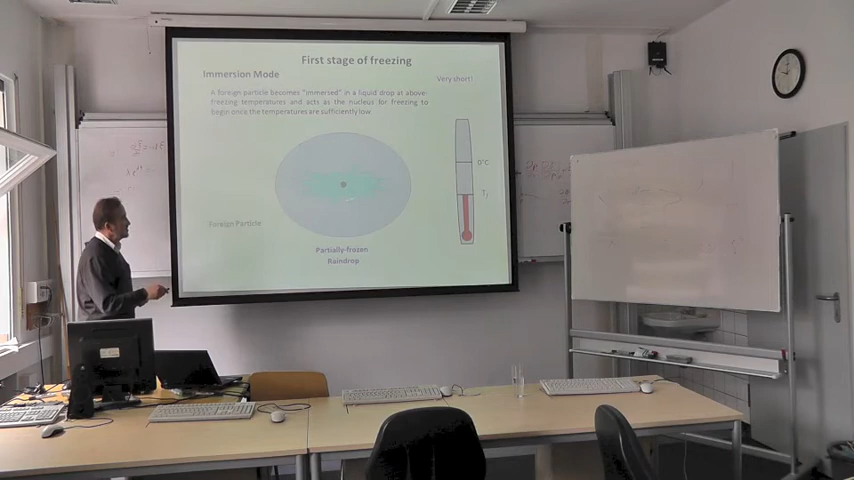 First stage of freezing
Immersion Mode
Very short!
A foreign particle becomes "immersed" in a liquid drop at above-
freezing temperatures and acts as the nucleus for freezing to
begin once the temperatures are sufficiently low.
0°C
Foreign Particle
Partially-frozen
Raindrop